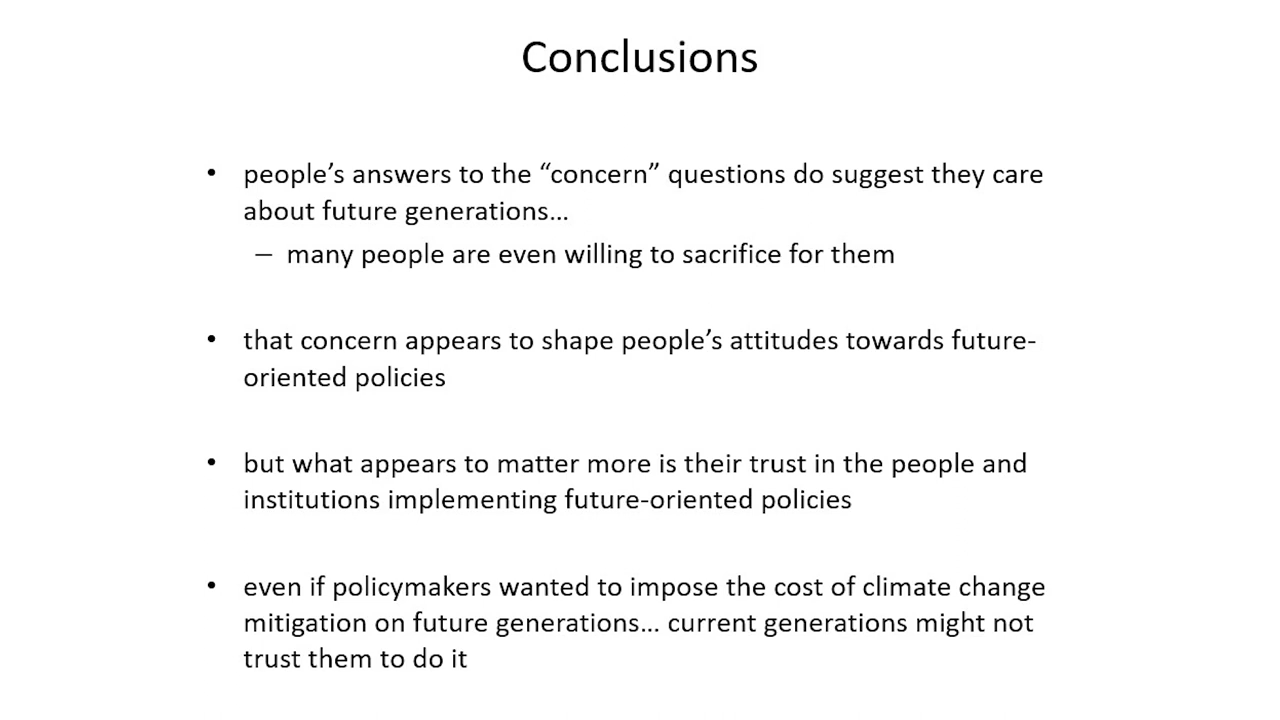 Conclusions
• people’s answers to the “concern” questions do suggest they care
about future generations…
– many people are even willing to sacrifice for them
• that concern appears to shape people’s attitudes towards future-
oriented policies
• but what appears to matter more is their trust in the people and
institutions implementing future-oriented policies
• even if policymakers wanted to impose the cost of climate change
mitigation on future generations… current generations might not
trust them to do it